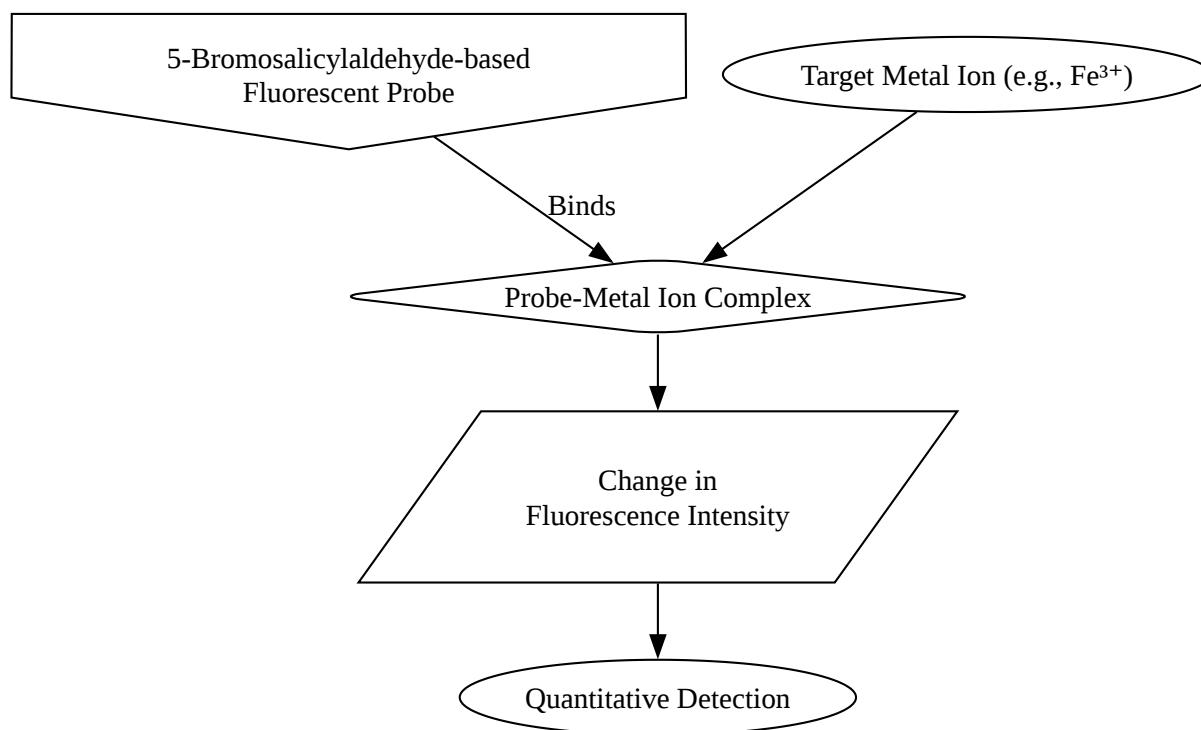 5-Bromosalicylaldehyde-based
Fluorescent Probe
Target Metal Ion (e.g., Fe³⁺)
Binds
Probe-Metal Ion Complex
Change in
Fluorescence Intensity
Quantitative Detection